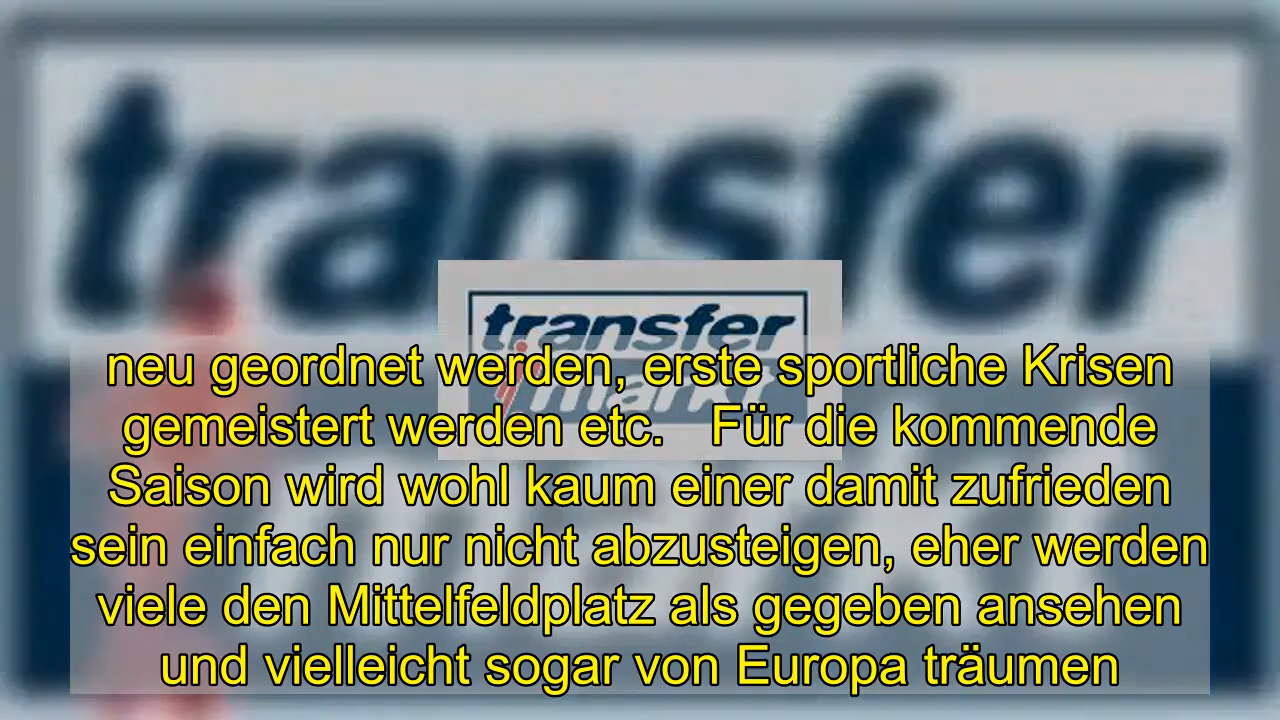 transfer
transfer
markt
neu geordnet werden, erste sportliche Krisen
gemeistert werden etc.   Für die kommende
Saison wird wohl kaum einer damit zufrieden
sein einfach nur nicht abzusteigen, eher werden
viele den Mittelfeldplatz als gegeben ansehen
und vielleicht sogar von Europa träumen